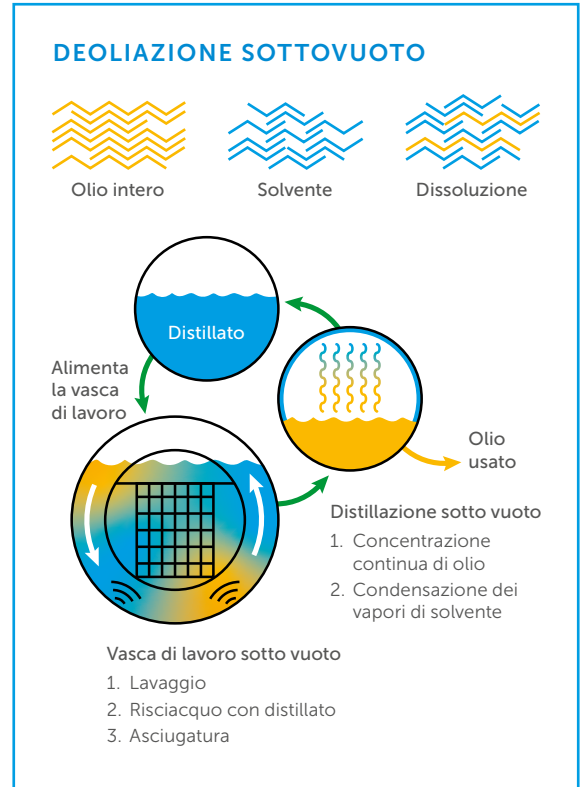 DEOLIAZIONE SOTTOVUOTO
Olio intero
Solvente
Dissoluzione
Distillato
Alimenta
la vasca
di lavoro
Olio
usato
Distillazione sotto vuoto
1. Concentrazione
continua di olio
2. Condensazione dei
vapori di solvente
Vasca di lavoro sotto vuoto
1. Lavaggio
2. Risciacquo con distillato
3. Asciugatura